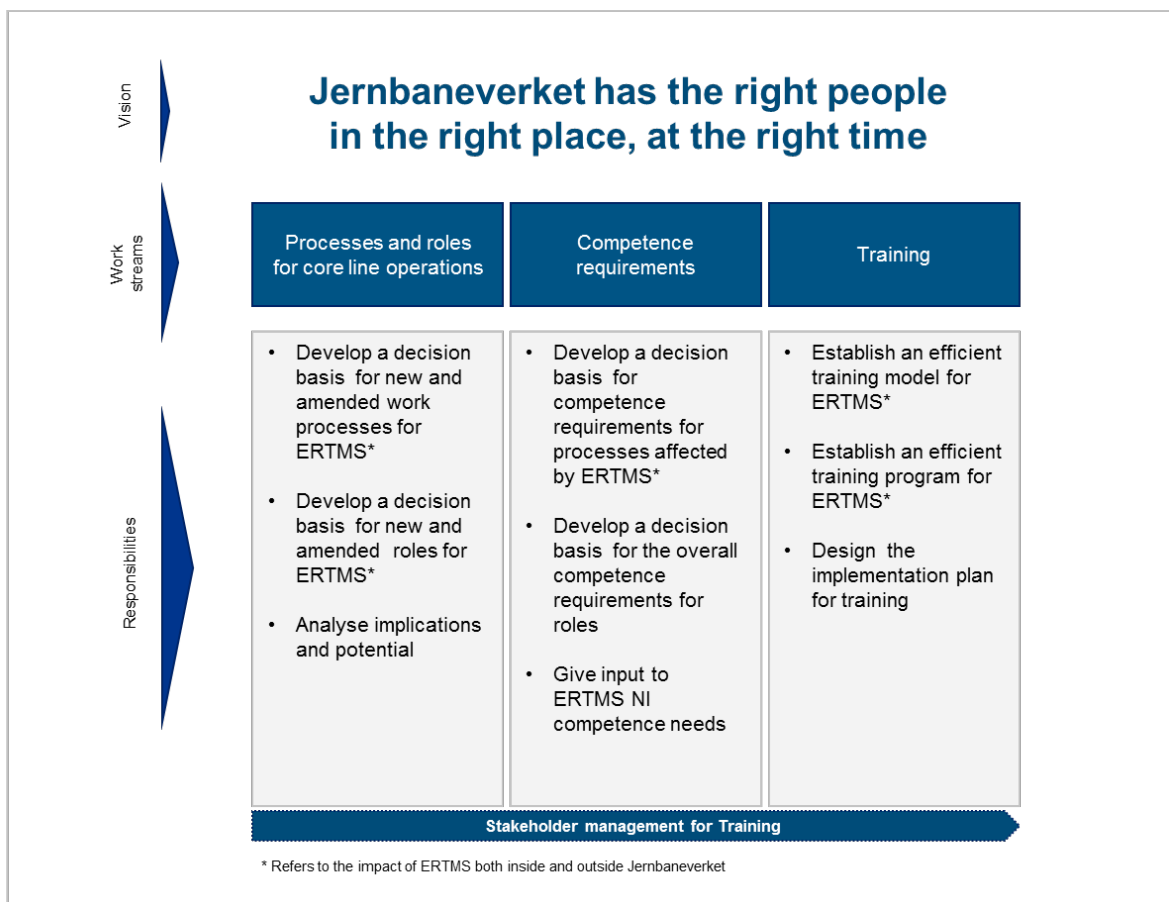 Vision
Jernbaneverket has the right people
in the right place, at the right time
Work
streams
Processes and roles
for core line operations
Competence
requirements
Training
Responsibilities
• Develop a decision
basis for new and
amended work
processes for
ERTMS*
• Develop a decision
basis for new and
amended roles for
ERTMS*
• Analyse implications
and potential
• Develop a decision
basis for
competence
requirements for
processes affected
by ERTMS*
• Develop a decision
basis for the overall
competence
requirements for
roles
• Give input to
ERTMS NI
competence needs
• Establish an efficient
training model for
ERTMS*
• Establish an efficient
training program for
ERTMS*
• Design the
implementation plan
for training
Stakeholder management for Training
* Refers to the impact of ERTMS both inside and outside Jernbaneverket